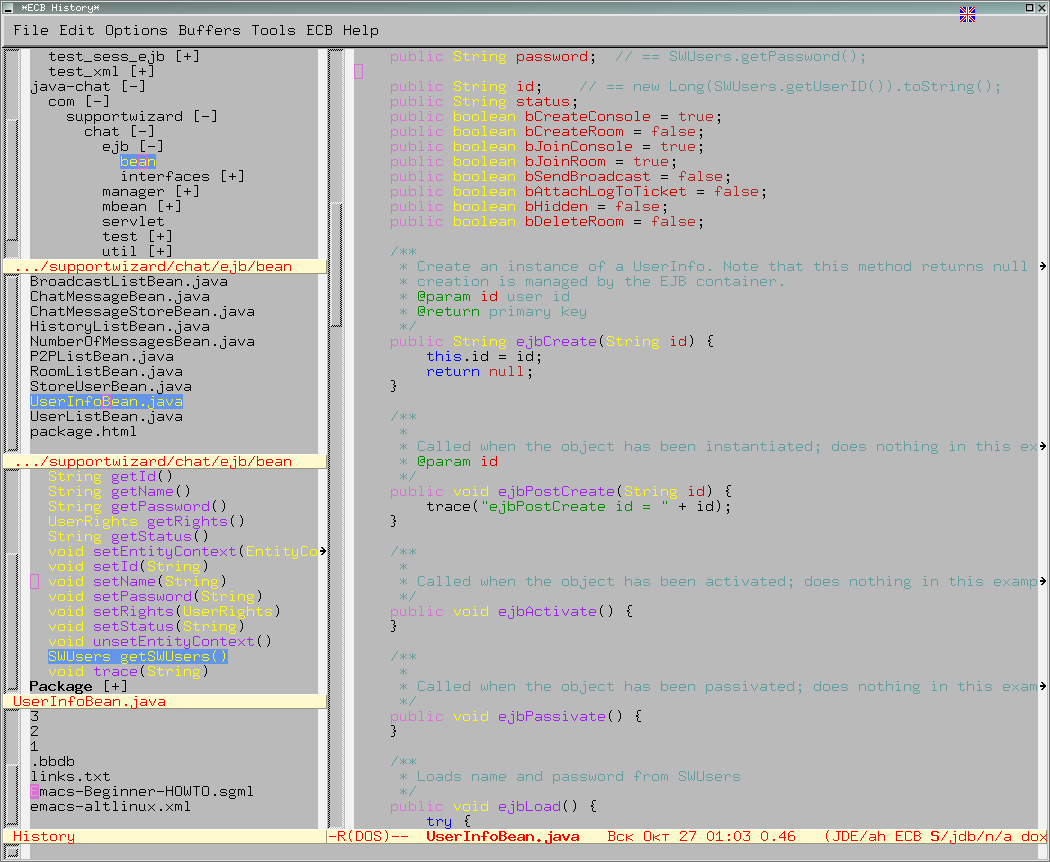 *ECB History*
File Edit Options Buffers Tools ECB Help
test_sess_ejb [+]
test_xml [+]
java-chat [-]
com [-]
supportwizard [-]
chat [-]
ejb [-]
bean
interfaces [+]
manager [+]
mbean [+]
servlet
test [+]
util [+]
.../supportwizard/chat/ejb/bean
BroadcastListBean.java
ChatMessageBean.java
ChatMessageStoreBean.java
HistoryListBean.java
NumberOfMessagesBean.java
P2PListBean.java
RoomListBean.java
StoreUserBean.java
UserInfoBean.java
UserListBean.java
package.html
.../supportwizard/chat/ejb/bean
String getId()
String getName()
String getPassword()
UserRights getRights()
String getStatus()
void setEntityContext(EntityCo
void setId(String)
void setName(String)
void setPassword(String)
void setRights(UserRights)
void setStatus(String)
void unsetEntityContext()
SWUsers getSWUsers()
void trace(String)
Package [+]
UserInfoBean.java
3
2
1
.bbdb
links.txt
emacs-Beginner-HOWTO.sgml
emacs-altlinux.xml
History
public String password;  // == SWUsers.getPassword();
public String id;    // == new Long(SWUsers.getUserID()).toString();
public String status;
public boolean bCreateConsole = true;
public boolean bCreateRoom = false;
public boolean bJoinConsole = true;
public boolean bJoinRoom = true;
public boolean bSendBroadcast = false;
public boolean bAttachLogToTicket = false;
public boolean bHidden = false;
public boolean bDeleteRoom = false;
/**
* Create an instance of a UserInfo. Note that this method returns null
* creation is managed by the EJB container.
* @param id user id
* @return primary key
*/
public String ejbCreate(String id) {
this.id = id;
return null;
}
/**
*
* Called when the object has been instantiated; does nothing in this ex
* @param id
*/
public void ejbPostCreate(String id) {
trace("ejbPostCreate id = " + id);
}
/**
*
* Called when the object has been activated; does nothing in this examp
*/
public void ejbActivate() {
}
/**
*
* Called when the object has been passivated; does nothing in this exam
*/
public void ejbPassivate() {
}
/**
* Loads name and password from SWUsers
*/
public void ejbLoad() {
try {
-R(DOS)--  UserInfoBean.java   Вск Окт 27 01:03 0.46   (JDE/ah ECB S/jdb/n/a dox